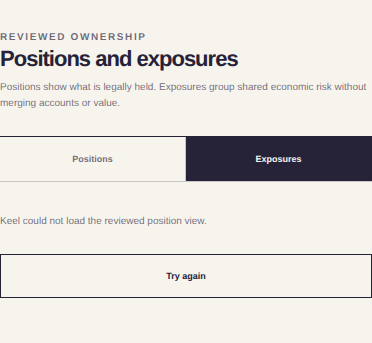 REVIEWED OWNERSHIP
Positions and exposures
Positions show what is legally held. Exposures group shared economic risk without
merging accounts or value.
Positions
Exposures
Keel could not load the reviewed position view.
Try again